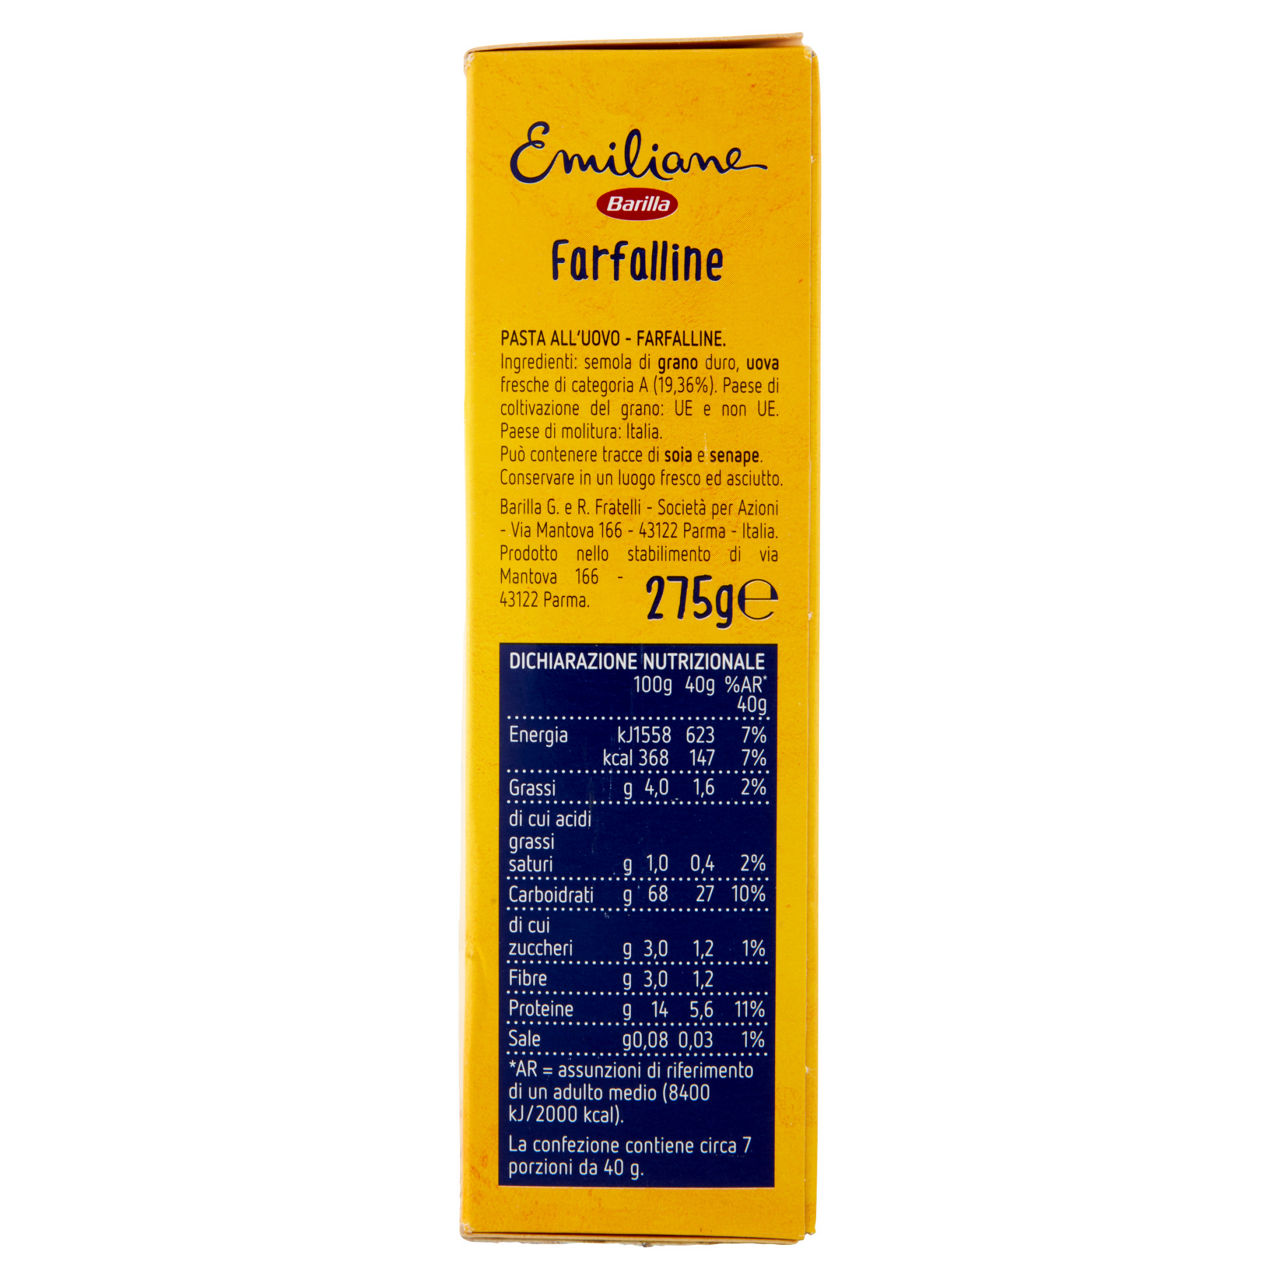 Emiliane
Barilla
Farfalline
PASTA ALL'UOVO - FARFALLINE.
Ingredienti: semola di grano duro, uova
fresche di categoria A (19,36%). Paese di
coltivazione del grano: UE e non UE.
Paese di molitura: Italia.
Può contenere tracce di soia e senape.
Conservare in un luogo fresco ed asciutto.
Barilla G. e R. Fratelli - Società per Azioni
- Via Mantova 166 - 43122 Parma - Italia.
Prodotto nello stabilimento di via
Mantova 166 -
43122 Parma.
275g℮
DICHIARAZIONE NUTRIZIONALE
100g 40g %AR*
40g
Energia kJ1558 623 7%
kcal 368 147 7%
Grassi g 4,0 1,6 2%
di cui acidi
grassi
saturi g 1,0 0,4 2%
Carboidrati g 68 27 10%
di cui
zuccheri g 3,0 1,2 1%
Fibre g 3,0 1,2
Proteine g 14 5,6 11%
Sale g0,08 0,03 1%
*AR = assunzioni di riferimento
di un adulto medio (8400
kJ/2000 kcal).
La confezione contiene circa 7
porzioni da 40 g.